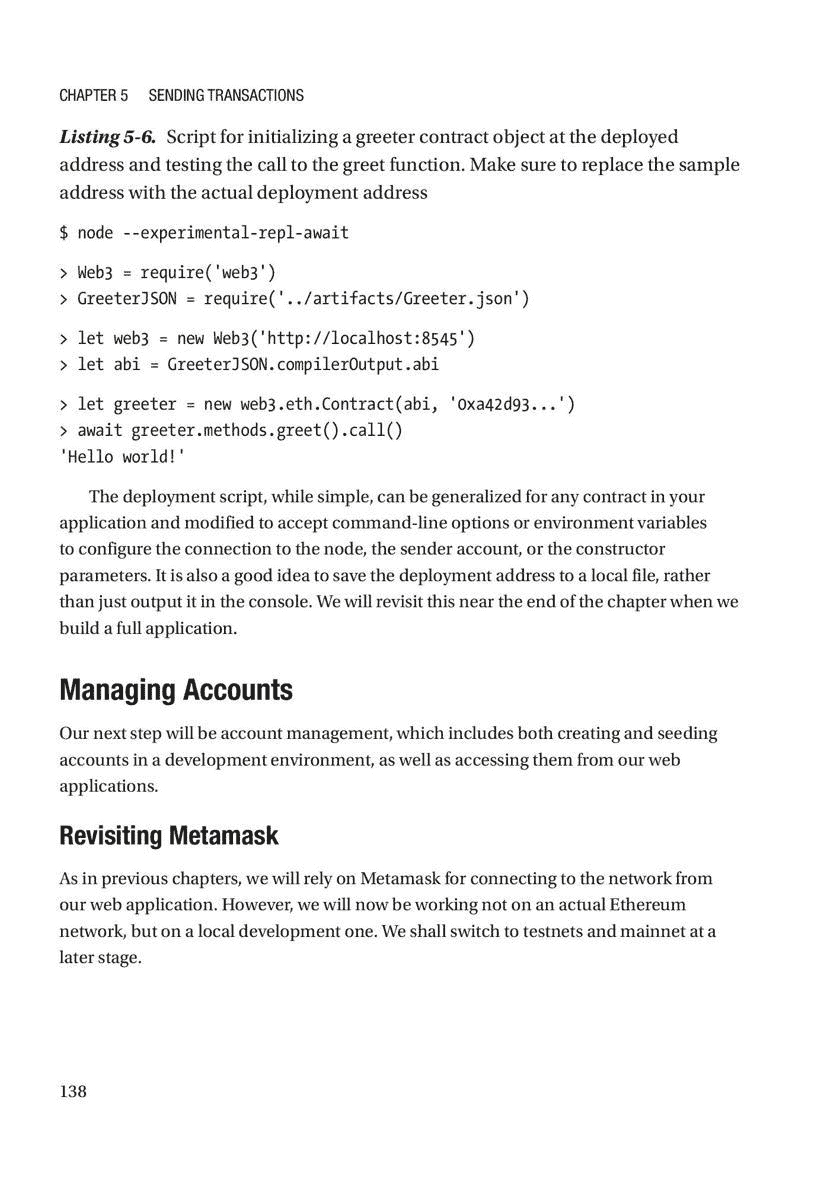 CHAPTER 5 SENDING TRANSACTIONS
Listing 5-6. Script for initializing a greeter contract object at the deployed
address and testing the call to the greet function. Make sure to replace the sample
address with the actual deployment address
$ node --experimental-repl-await
> Web3 = require('web3')
> GreeterJSON = require('../artifacts/Greeter.json')
> let web3 = new Web3('http://localhost:8545')
> let abi = GreeterJSON.compilerOutput.abi
> let greeter = new web3.eth.Contract(abi, '0xa42d93...')
> await greeter.methods.greet().call()
'Hello world!'
The deployment script, while simple, can be generalized for any contract in your
application and modified to accept command-line options or environment variables
to configure the connection to the node, the sender account, or the constructor
parameters. It is also a good idea to save the deployment address to a local file, rather
than just output it in the console. We will revisit this near the end of the chapter when we
build a full application.
Managing Accounts
Our next step will be account management, which includes both creating and seeding
accounts in a development environment, as well as accessing them from our web
applications.
Revisiting Metamask
As in previous chapters, we will rely on Metamask for connecting to the network from
our web application. However, we will now be working not on an actual Ethereum
network, but on a local development one. We shall switch to testnets and mainnet at a
later stage.
138